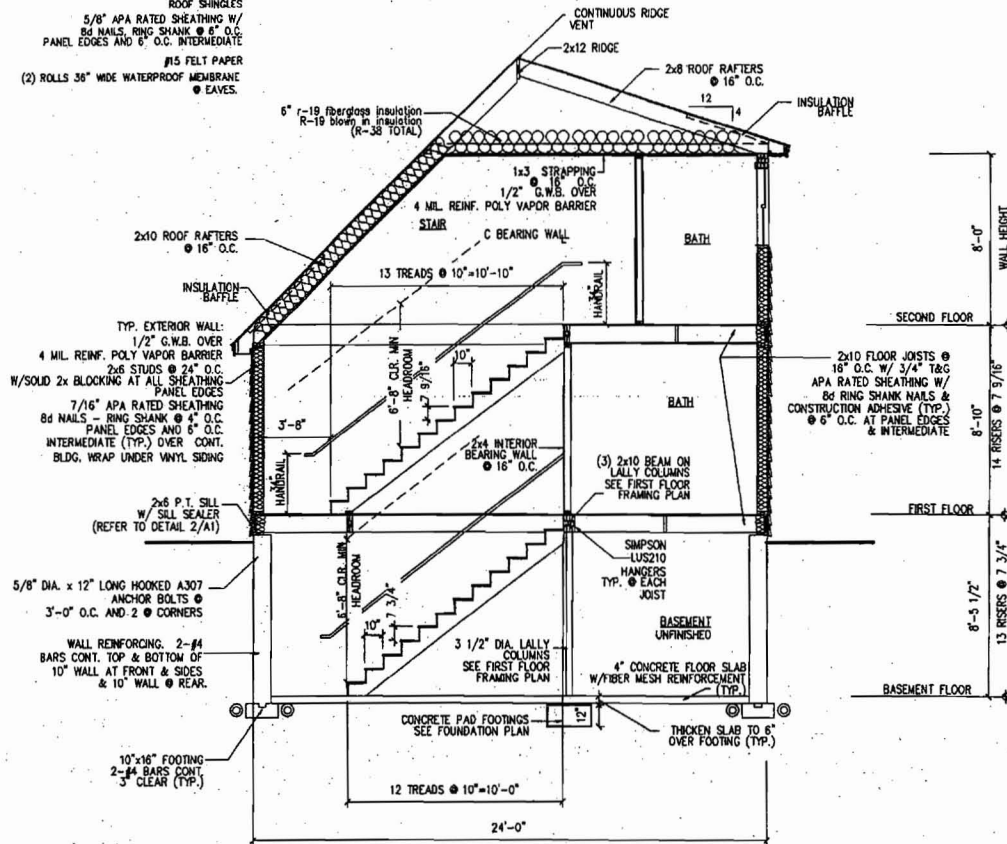 ROOF SHINGLES
5/8" APA RATED SHEATHING W/
8d NAILS, RING SHANK @ 6" O.C.
PANEL EDGES AND 6" O.C. INTERMEDIATE
#15 FELT PAPER
(2) ROLLS 36" WIDE WATERPROOF MEMBRANE
@ EAVES.
CONTINUOUS RIDGE
VENT
2x12 RIDGE
2x8 ROOF RAFTERS
@ 16" O.C.
12
4
INSULATION
BAFFLE
6" r-19 fiberglass insulation
R-19 blown in insulation
(R-38 TOTAL)
1x3 STRAPPING
@ 16" O.C.
1/2" G.W.B. OVER
4 MIL. REINF. POLY VAPOR BARRIER
STAIR
C BEARING WALL
BATH
2x10 ROOF RAFTERS
@ 16" O.C.
13 TREADS @ 10"=10'-10"
34"
HANDRAIL
8'-0"
WALL HEIGHT
INSULATION
BAFFLE
SECOND FLOOR
TYP. EXTERIOR WALL:
1/2" G.W.B. OVER
4 MIL. REINF. POLY VAPOR BARRIER
2x6 STUDS @ 24" O.C.
W/SOLID 2x BLOCKING AT ALL SHEATHING
PANEL EDGES
7/16" APA RATED SHEATHING
8d NAILS - RING SHANK @ 4" O.C.
PANEL EDGES AND 6" O.C.
INTERMEDIATE (TYP.) OVER CONT.
BLDG. WRAP UNDER VINYL SIDING
6'-8" CLR. MIN
HEADROOM
10"
7 9/16"
3'-8"
34"
HANDRAIL
BATH
2x10 FLOOR JOISTS @
16" O.C. W/ 3/4" T&G
APA RATED SHEATHING W/
8d RING SHANK NAILS &
CONSTRUCTION ADHESIVE (TYP.)
@ 6" O.C. AT PANEL EDGES
& INTERMEDIATE
8'-10"
14 RISERS @ 7 9/16"
2x4 INTERIOR
BEARING WALL
@ 16" O.C.
(3) 2x10 BEAM ON
LALLY COLUMNS
SEE FIRST FLOOR
FRAMING PLAN
2x6 P.T. SILL
W/ SILL SEALER
(REFER TO DETAIL 2/A1)
FIRST FLOOR
6'-8" CLR. MIN
HEADROOM
SIMPSON
LUS210
HANGERS
TYP. @ EACH
JOIST
5/8" DIA. x 12" LONG HOOKED A307
ANCHOR BOLTS @
3'-0" O.C. AND 2 @ CORNERS
10"
7 3/4"
BASEMENT
UNFINISHED
8'-5 1/2"
13 RISERS @ 7 3/4"
WALL REINFORCING. 2-#4
BARS CONT. TOP & BOTTOM OF
10" WALL AT FRONT & SIDES
& 10" WALL @ REAR.
3 1/2" DIA. LALLY
COLUMNS
SEE FIRST FLOOR
FRAMING PLAN
4" CONCRETE FLOOR SLAB
W/FIBER MESH REINFORCEMENT
(TYP.)
BASEMENT FLOOR
CONCRETE PAD FOOTINGS
SEE FOUNDATION PLAN
12"
THICKEN SLAB TO 6"
OVER FOOTING (TYP.)
10"x16" FOOTING
2-#4 BARS CONT.
3" CLEAR (TYP.)
12 TREADS @ 10"=10'-0"
24'-0"